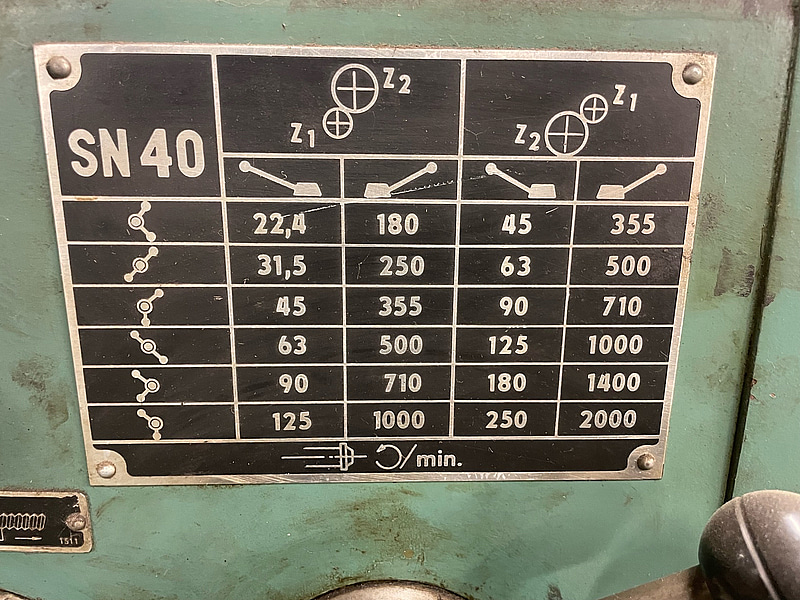 Z2 Z1
Z1 Z2
SN 40
22,4 180 45 355
31,5 250 63 500
45 355 90 710
63 500 125 1000
90 710 180 1400
125 1000 250 2000
/min.
1511